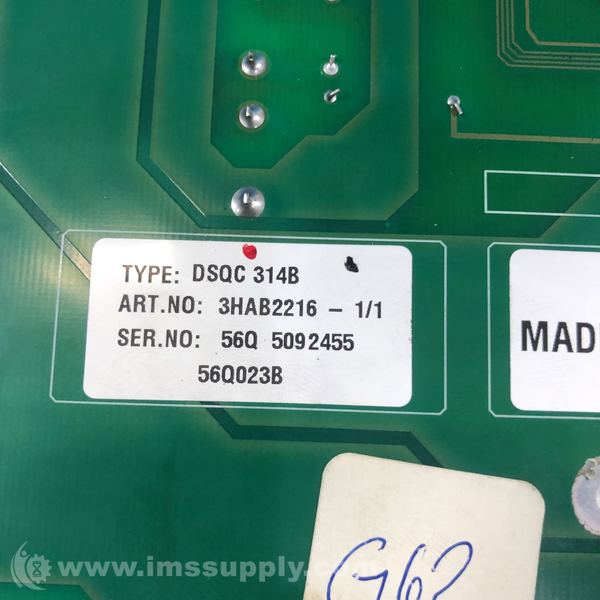 TYPE: DSQC 314B
ART.NO: 3HAB2216 - 1/1
SER.NO: 56Q 5092455
56Q023B
MAD
G62
www.imssupply.com